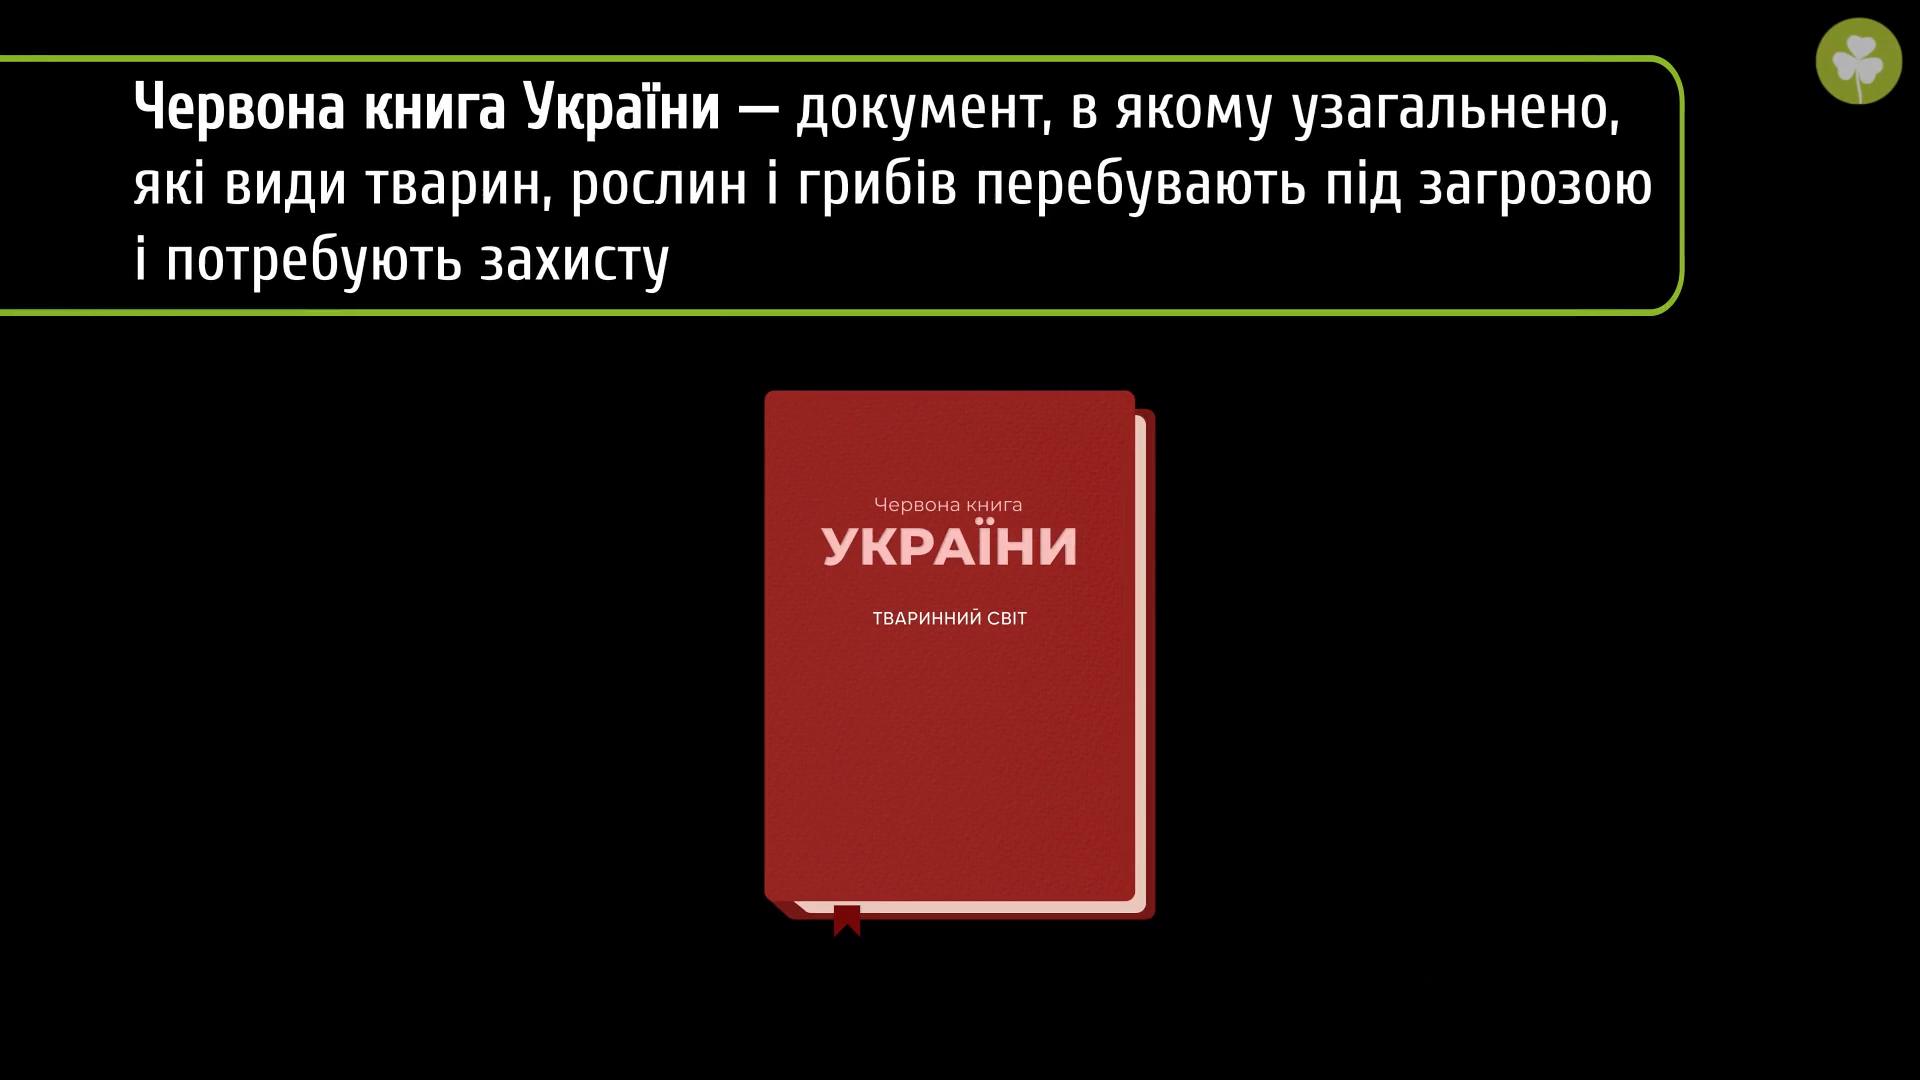 Червона книга України — документ, в якому узагальнено,
які види тварин, рослин і грибів перебувають під загрозою
і потребують захисту
Червона книга
УКРАЇНИ
ТВАРИННИЙ СВІТ